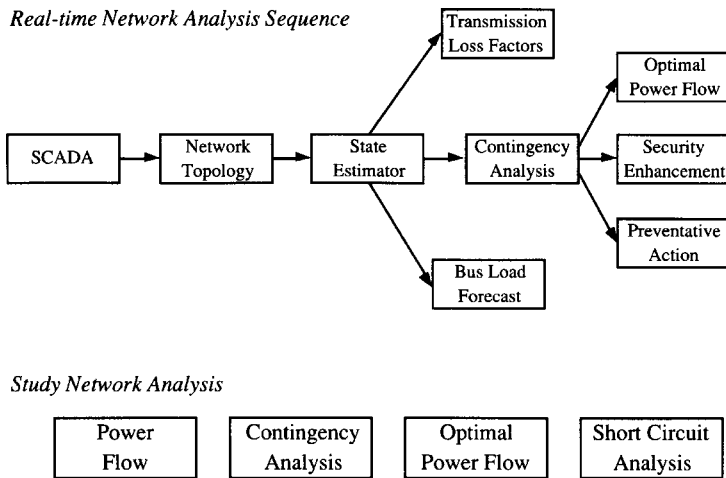 Real-time Network Analysis Sequence
Transmission
Loss Factors
Optimal
Power Flow
SCADA
Network
Topology
State
Estimator
Contingency
Analysis
Security
Enhancement
Preventative
Action
Bus Load
Forecast
Study Network Analysis
Power
Flow
Contingency
Analysis
Optimal
Power Flow
Short Circuit
Analysis